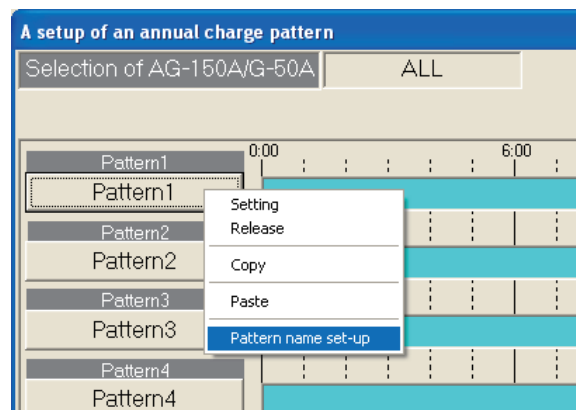 A setup of an annual charge pattern
Selection of AG-150A/G-50A ALL
0:00 6:00
Pattern1
Pattern1
Setting
Release
Pattern2
Pattern2
Copy
Pattern3
Paste
Pattern3
Pattern name set-up
Pattern4
Pattern4